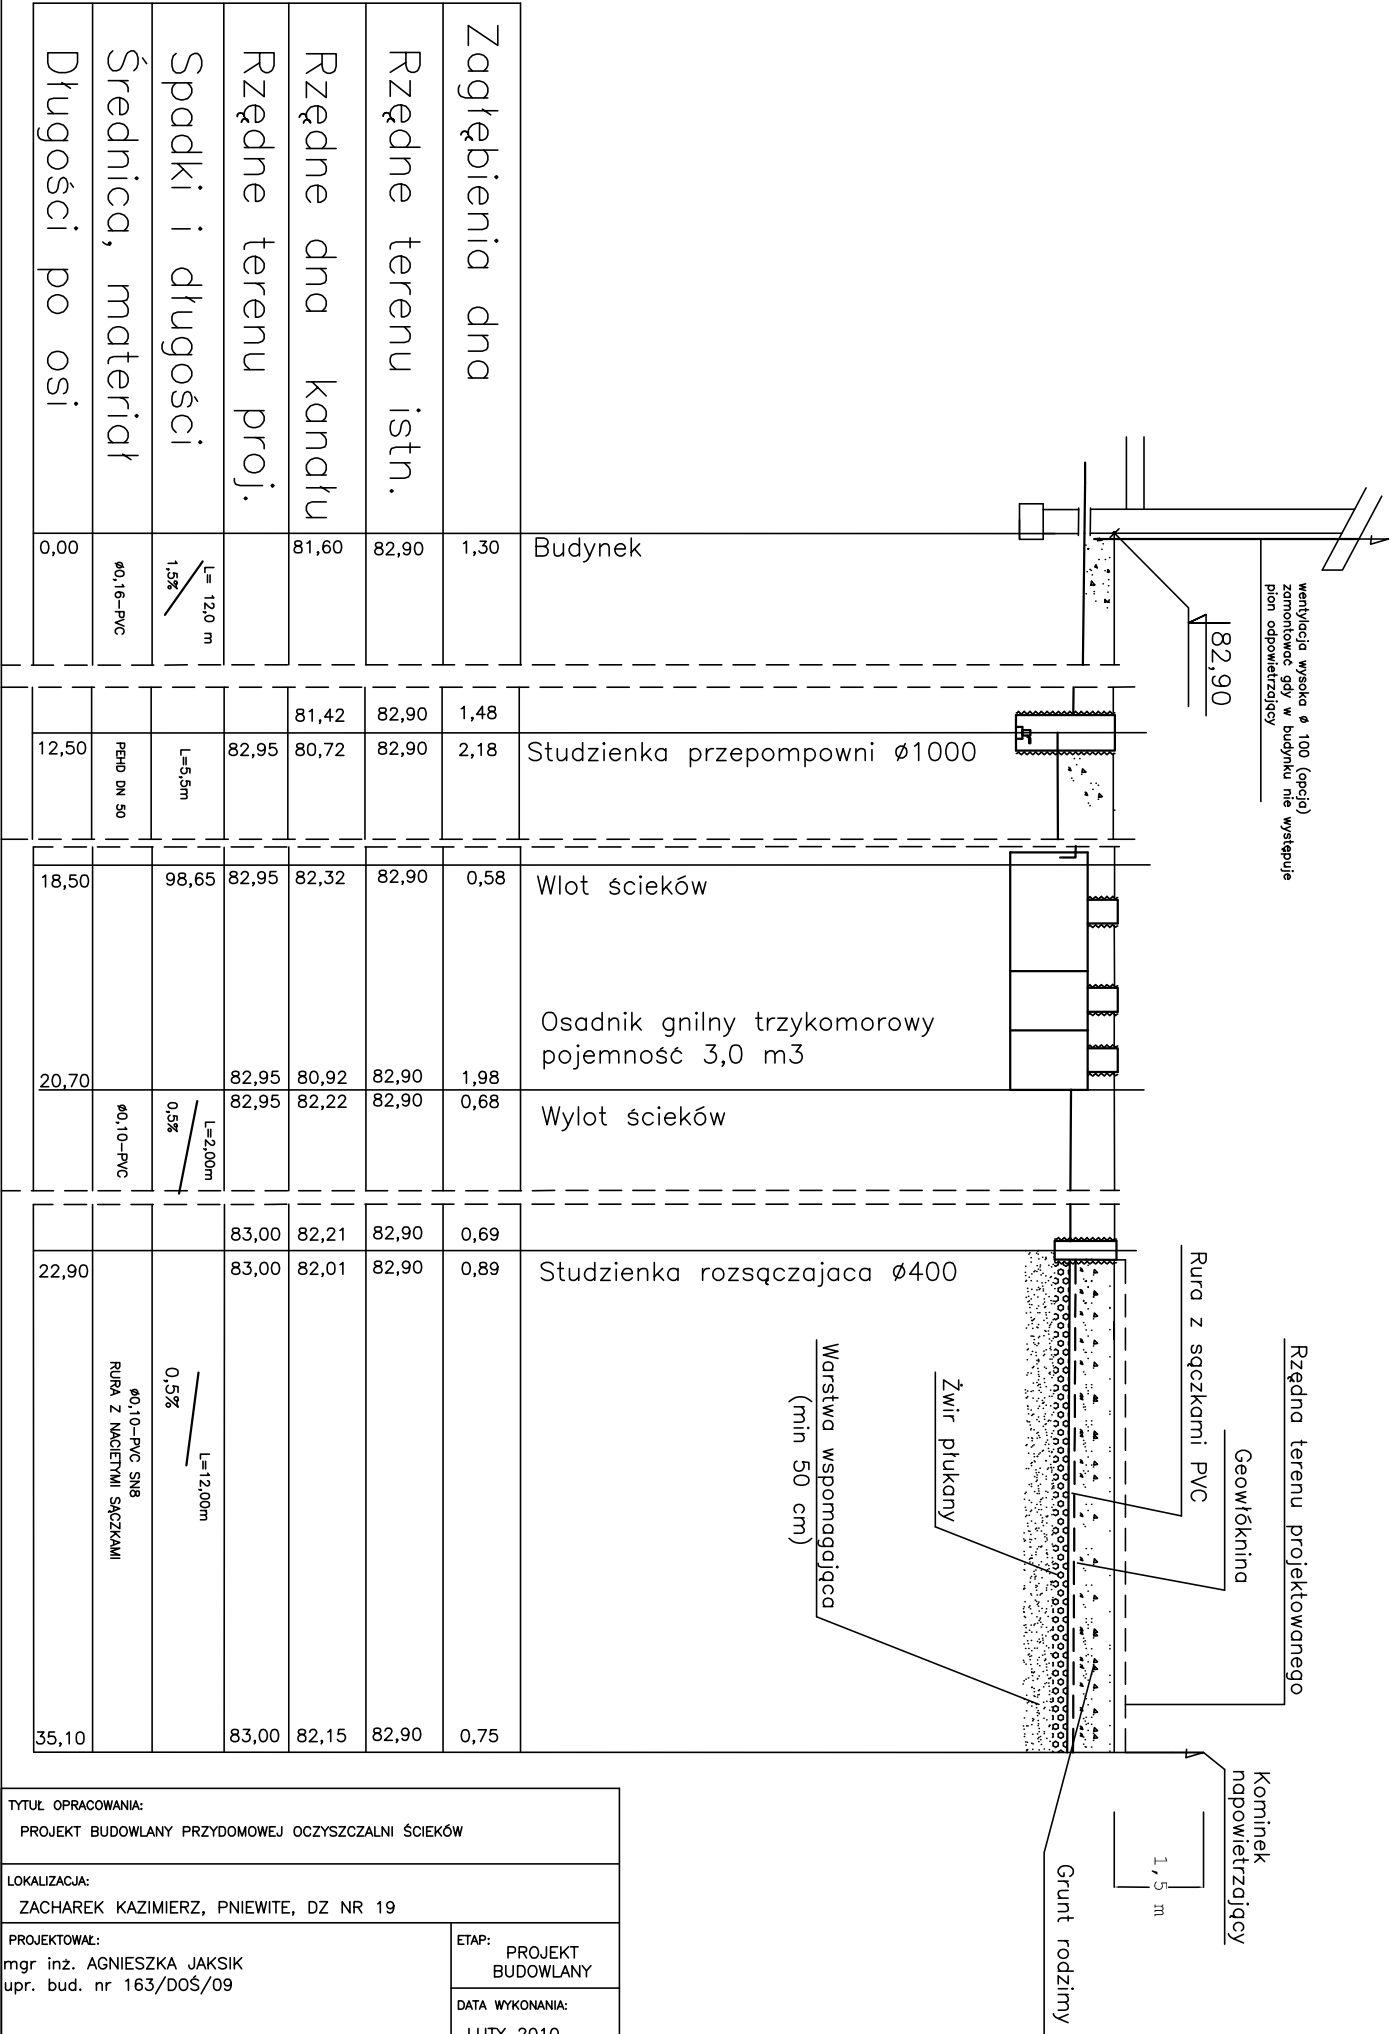 Zagłębienia dna
Rzędne terenu istn.
Rzędne dna kanału
Rzędne terenu proj.
Spadki i długości
Średnica, materiał
Długości po osi
0,00
ø0,16-PVC
L= 12,0 m
1,5%
81,60
82,90
1,30
Budynek
wentylacja wysoka ø 100 (opcja)
zamontować gdy w budynku nie występuje
pion odpowietrzający
82,90
81,42
82,90
1,48
12,50
PEHD DN 50
L=5,5m
82,95
80,72
82,90
2,18
Studzienka przepompowni ø1000
18,50
98,65
82,95
82,32
82,90
0,58
Wlot ścieków
Osadnik gnilny trzykomorowy
pojemność 3,0 m3
20,70
82,95
80,92
82,90
1,98
ø0,10-PVC
L=2,00m
0,5%
82,95
82,22
82,90
0,68
Wylot ścieków
83,00
82,21
82,90
0,69
22,90
83,00
82,01
82,90
0,89
Studzienka rozsączajaca ø400
ø0,10-PVC SN8
RURA Z NACIETYMI SĄCZKAMI
L=12,00m
0,5%
Rzędna terenu projektowanego
Geowłóknina
Rura z sączkami PVC
Żwir płukany
Warstwa wspomagająca
(min 50 cm)
35,10
83,00
82,15
82,90
0,75
Kominek
napowietrzający
1,5 m
Grunt rodzimy
TYTUŁ OPRACOWANIA:
PROJEKT BUDOWLANY PRZYDOMOWEJ OCZYSZCZALNI ŚCIEKÓW
LOKALIZACJA:
ZACHAREK KAZIMIERZ, PNIEWITE, DZ NR 19
PROJEKTOWAŁ:
mgr inż. AGNIESZKA JAKSIK
upr. bud. nr 163/DOŚ/09
ETAP:
PROJEKT
BUDOWLANY
DATA WYKONANIA:
LUTY 2010